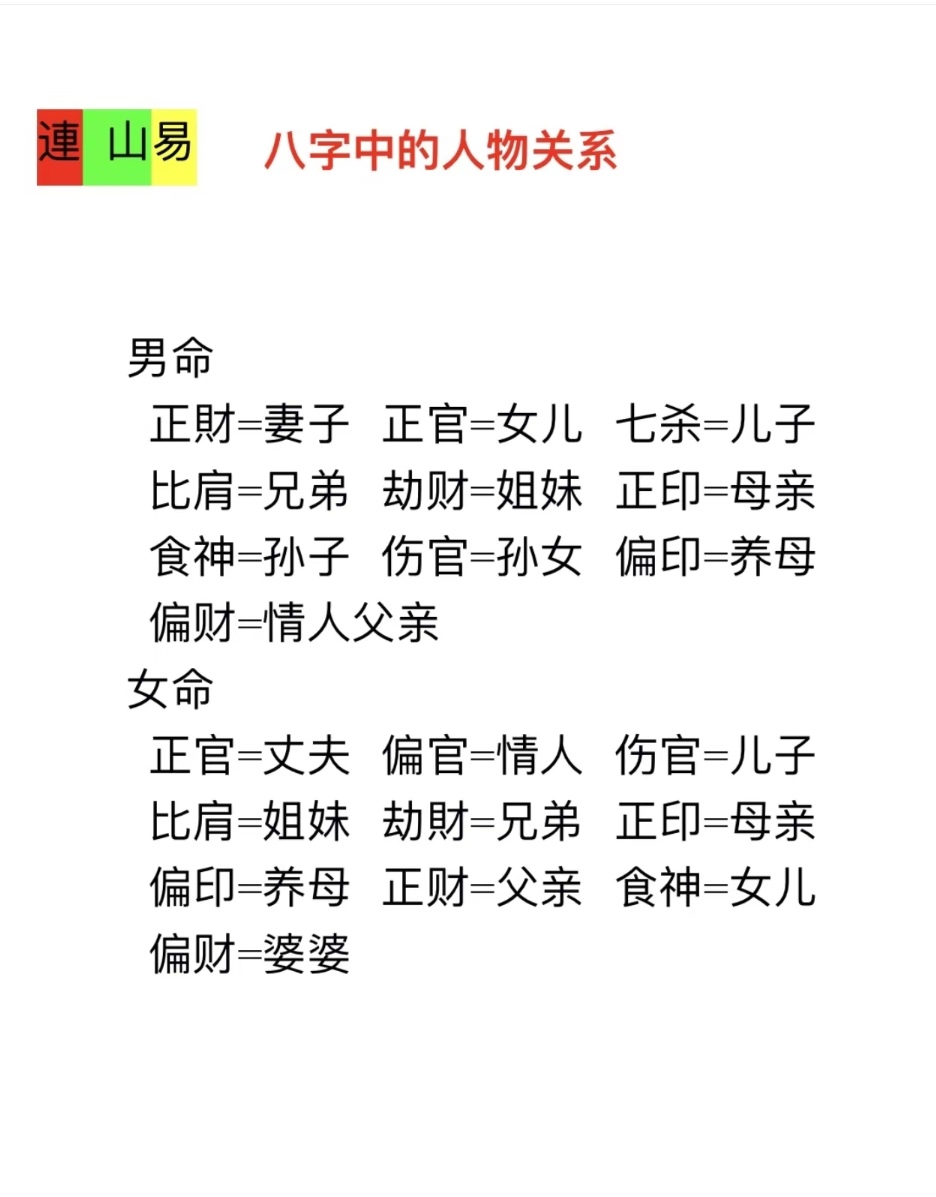 連 山易 八字中的人物关系
男命
正財=妻子 正官=女儿 七杀=儿子
比肩=兄弟 劫财=姐妹 正印=母亲
食神=孙子 伤官=孙女 偏印=养母
偏财=情人父亲
女命
正官=丈夫 偏官=情人 伤官=儿子
比肩=姐妹 劫財=兄弟 正印=母亲
偏印=养母 正财=父亲 食神=女儿
偏财=婆婆